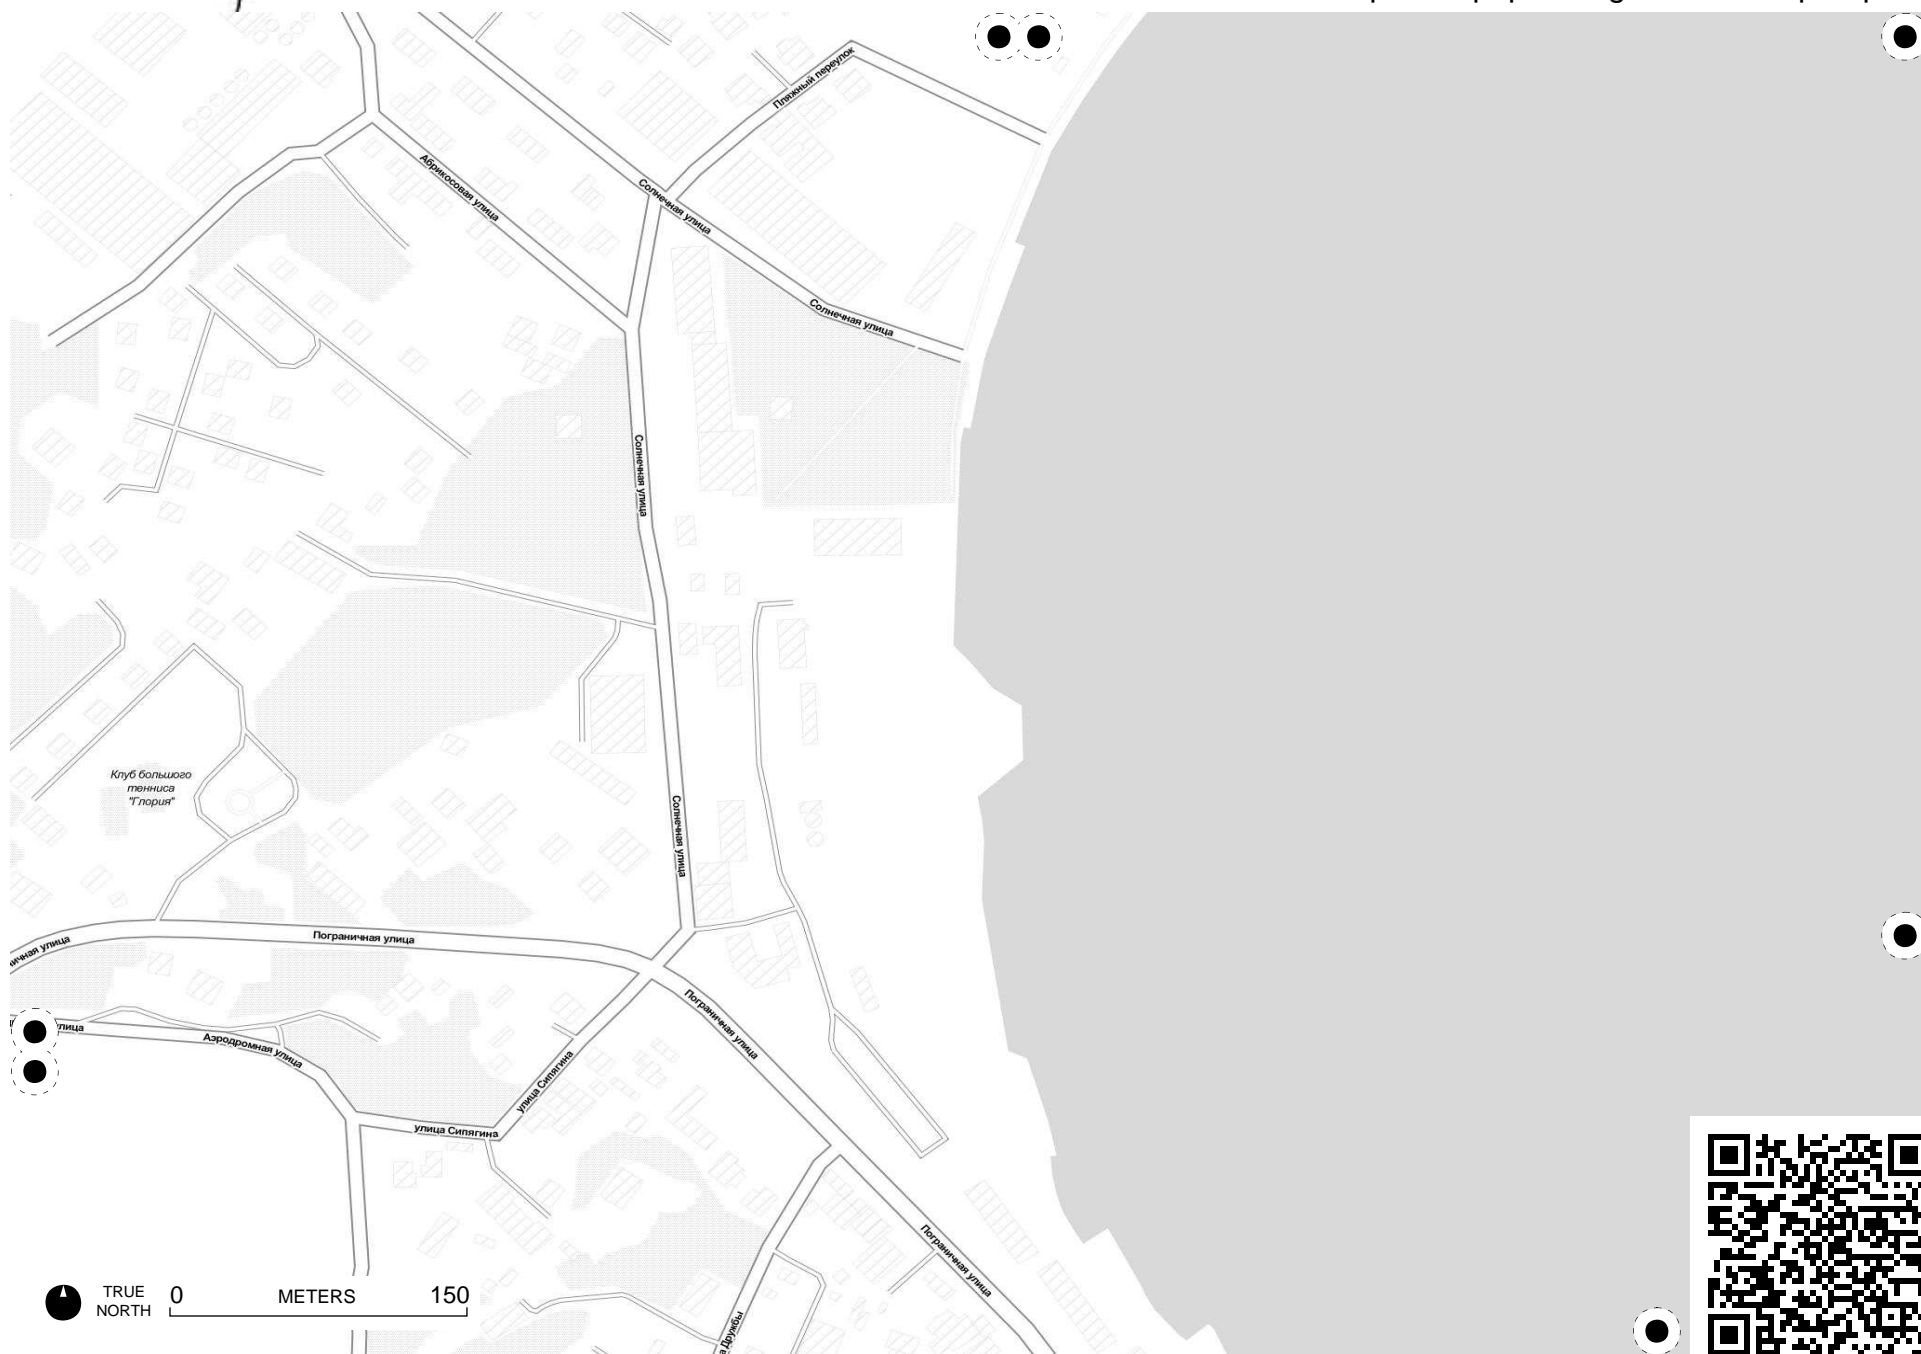 Пляжный переулок
Абрикосовая улица
Солнечная улица
Солнечная улица
Солнечная улица
Клуб большого
тенниса
"Глория"
Солнечная улица
Пограничная улица
Пограничная улица
улица
Аэродромная улица
улица Сипягина
улица Сипягина
Пограничная улица
Дружбы
TRUE
NORTH
0 METERS 150